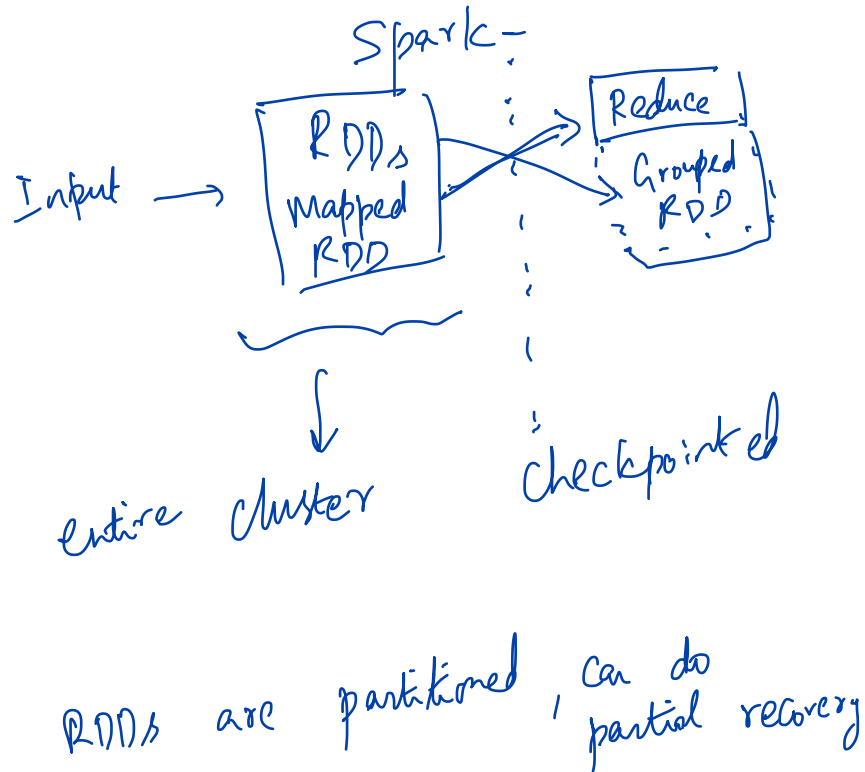 Spark
Input
RDDs
Mapped
RDD
Reduce
Grouped
RDD
entire cluster
checkpointed
RDDs are partitioned, can do
partial recovery